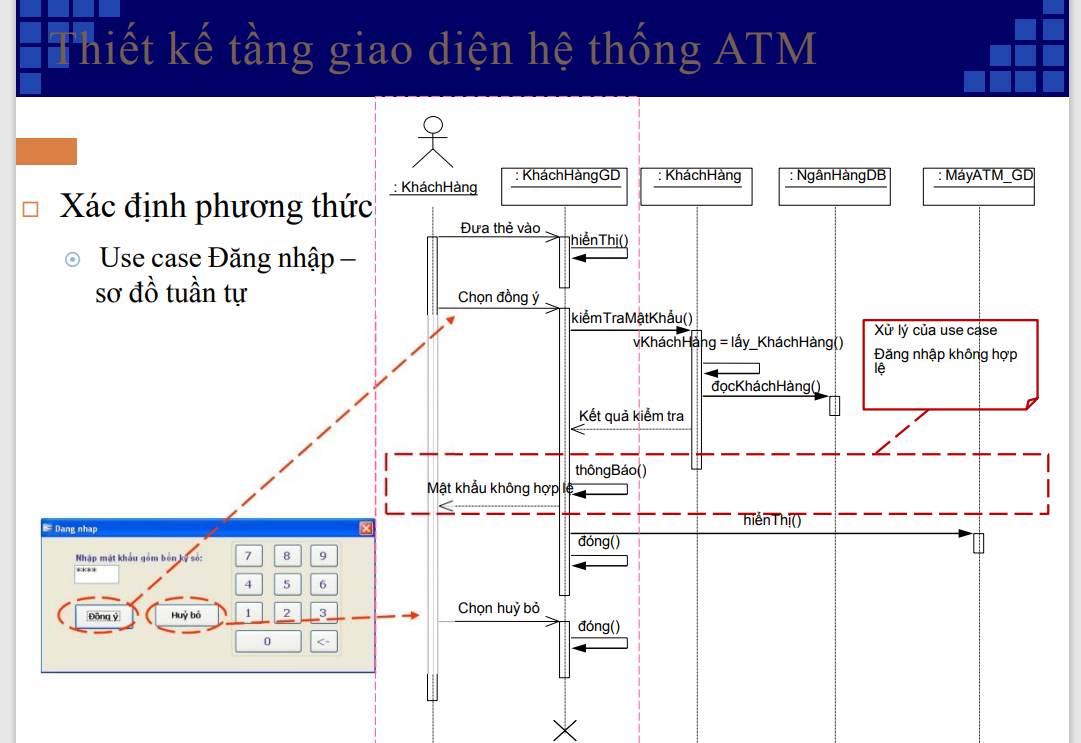 Thiết kế tầng giao diện hệ thống ATM
Xác định phương thức
Use case Đăng nhập –
sơ đồ tuần tự
: KháchHàng
: KháchHàngGD
: KháchHàng
: NgânHàngDB
: MáyATM_GD
Đưa thẻ vào
hiểnThị()
Chọn đồng ý
kiểmTraMậtKhẩu()
vKháchHàng = lấy_KháchHàng()
đọcKháchHàng()
Kết quả kiểm tra
Xử lý của use case
Đăng nhập không hợp
lệ
thôngBáo()
Mật khẩu không hợp lệ
hiểnThị()
đóng()
Chọn huỷ bỏ
đóng()
Dang nhap
Nhập mật khẩu gồm bốn ký số:
****
7 8 9
4 5 6
Đồng ý Huỷ bỏ 1 2 3
0 <-